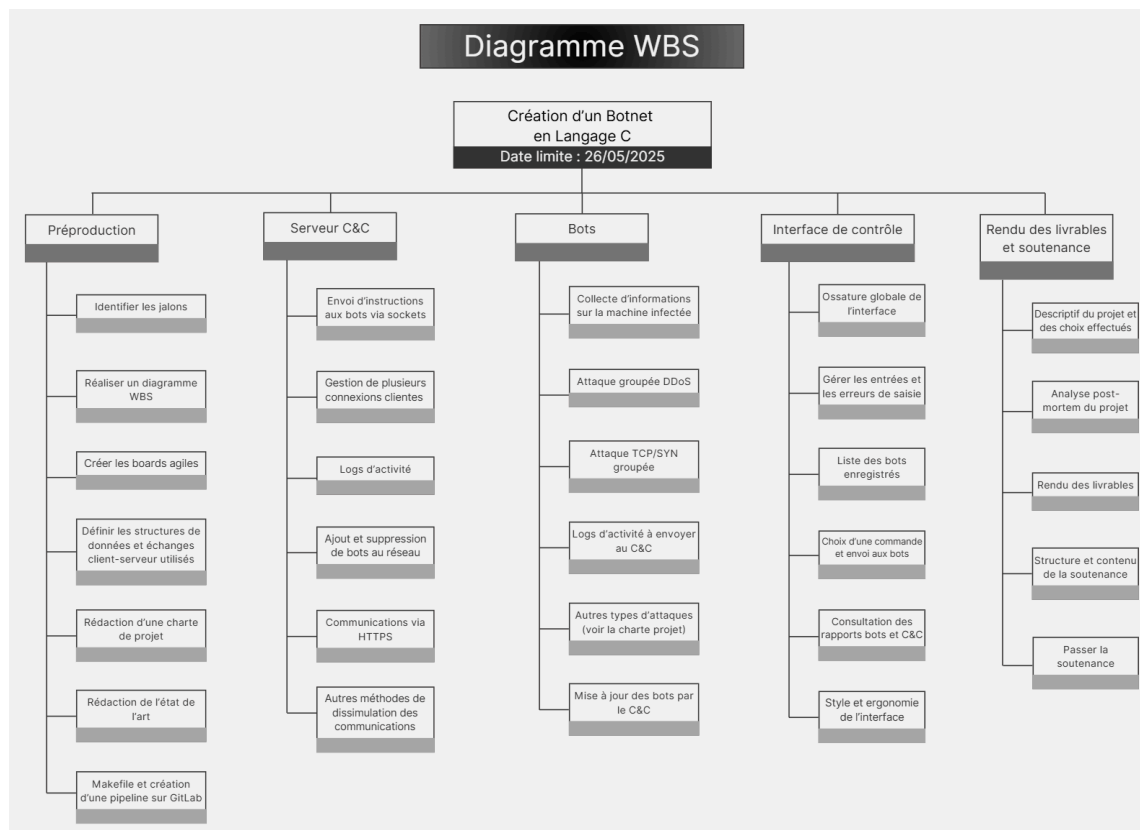 Diagramme WBS
Création d'un Botnet
en Langage C
Date limite : 26/05/2025
Préproduction
Identifier les jalons
Réaliser un diagramme
WBS
Créer les boards agiles
Définir les structures de
données et échanges
client-serveur utilisés
Rédaction d'une charte
de projet
Rédaction de l'état de
l'art
Makefile et création
d'une pipeline sur GitLab
Serveur C&C
Envoi d'instructions
aux bots via sockets
Gestion de plusieurs
connexions clientes
Logs d'activité
Ajout et suppression
de bots au réseau
Communications via
HTTPS
Autres méthodes de
dissimulation des
communications
Bots
Collecte d'informations
sur la machine infectée
Attaque groupée DDoS
Attaque TCP/SYN
groupée
Logs d'activité à envoyer
au C&C
Autres types d'attaques
(voir la charte projet)
Mise à jour des bots par
le C&C
Interface de contrôle
Ossature globale de
l'interface
Gérer les entrées et
les erreurs de saisie
Liste des bots
enregistrés
Choix d'une commande
et envoi aux bots
Consultation des
rapports bots et C&C
Style et ergonomie
de l'interface
Rendu des livrables
et soutenance
Descriptif du projet et
des choix effectués
Analyse post-
mortem du projet
Rendu des livrables
Structure et contenu
de la soutenance
Passer la
soutenance